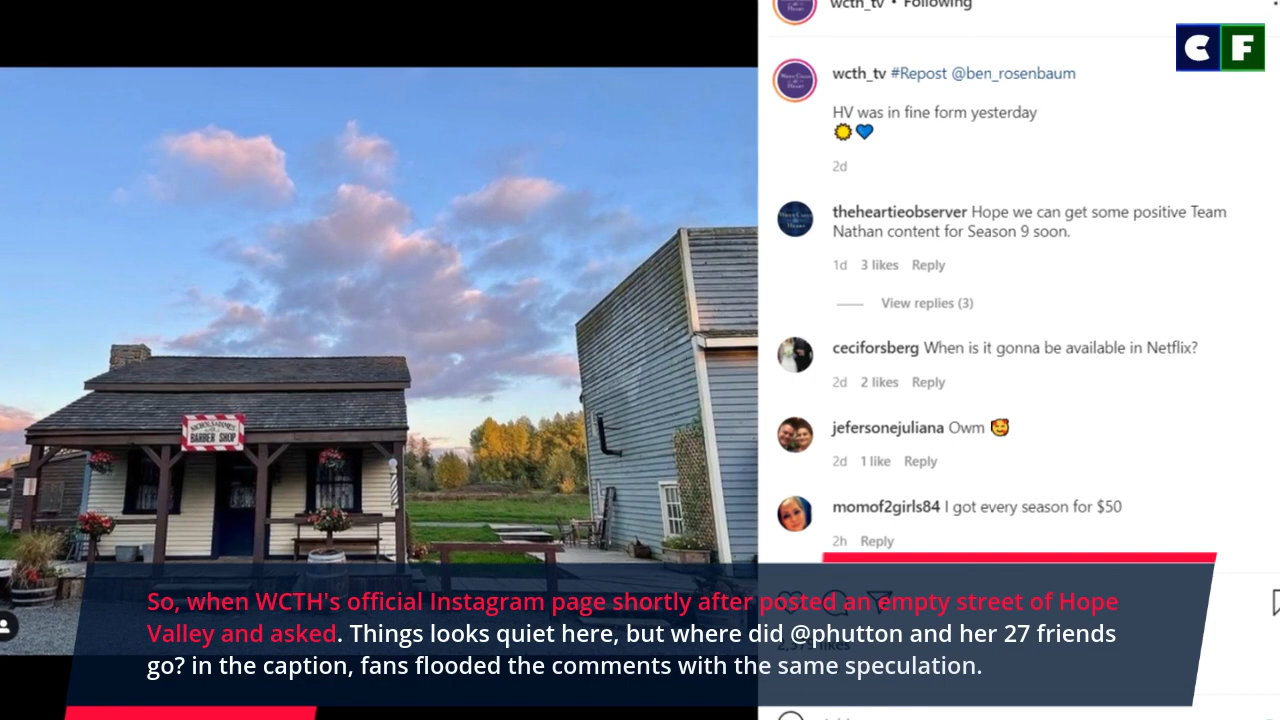 wcth_tv • Following
C F
wcth_tv #Repost @ben_rosenbaum
HV was in fine form yesterday
2d
theheartieobserver Hope we can get some positive Team
Nathan content for Season 9 soon.
1d 3 likes Reply
View replies (3)
ceciforsberg When is it gonna be available in Netflix?
2d 2 likes Reply
jefersonejuliana Owm
2d 1 like Reply
momof2girls84 I got every season for $50
2h Reply
BARBER SHOP
So, when WCTH's official Instagram page shortly after posted an empty street of Hope
Valley and asked. Things looks quiet here, but where did @phutton and her 27 friends
go? in the caption, fans flooded the comments with the same speculation.
likes